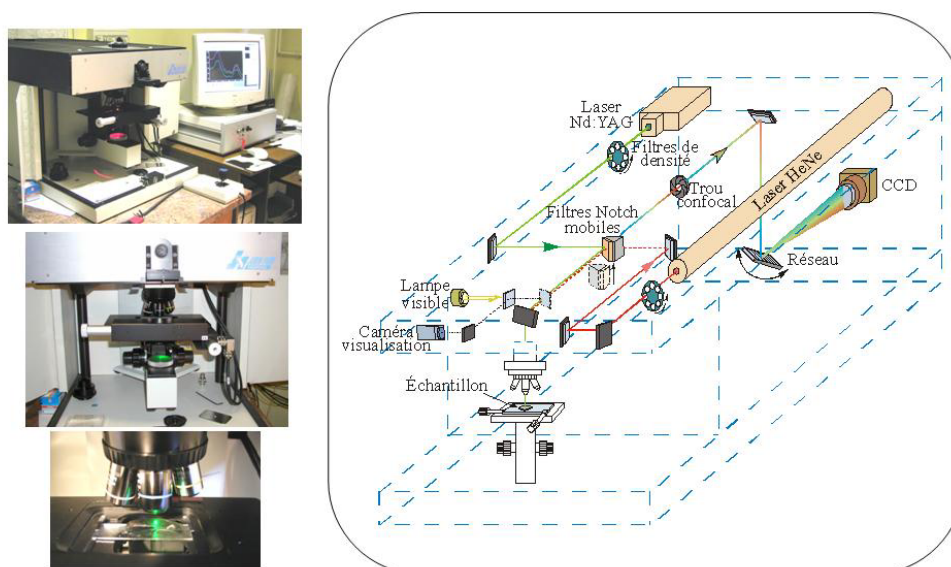 Laser
Nd:YAG
Filtres de
densité
Trou
confocal
Laser HeNe
CCD
Filtres Notch
mobiles
Réseau
Lampe
visible
Caméra
visualisation
Échantillon